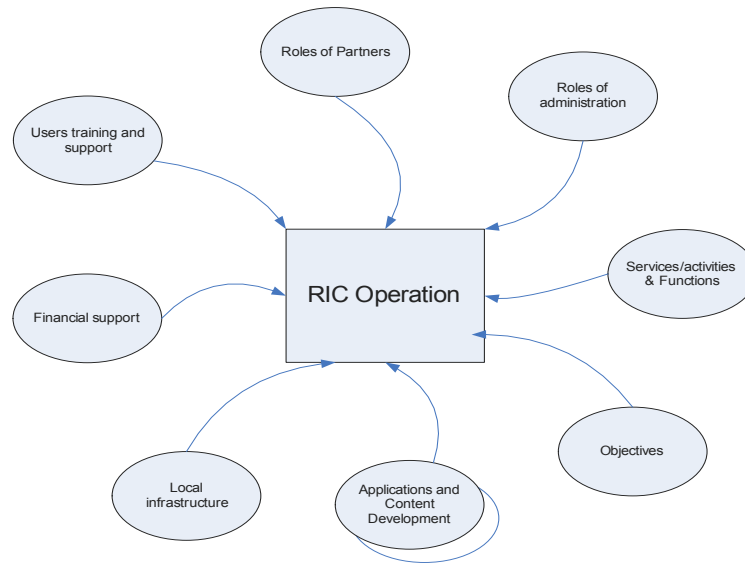 Roles of Partners
Roles of
administration
Users training and
support
RIC Operation
Services/activities
& Functions
Financial support
Objectives
Local
infrastructure
Applications and
Content
Development